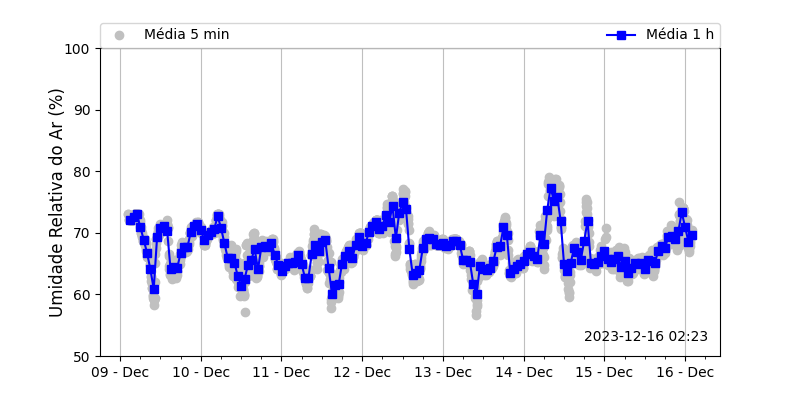 Média 5 min
Média 1 h
100
90
80
70
60
50
Umidade Relativa do Ar (%)
2023-12-16 02:23
09 - Dec
10 - Dec
11 - Dec
12 - Dec
13 - Dec
14 - Dec
15 - Dec
16 - Dec